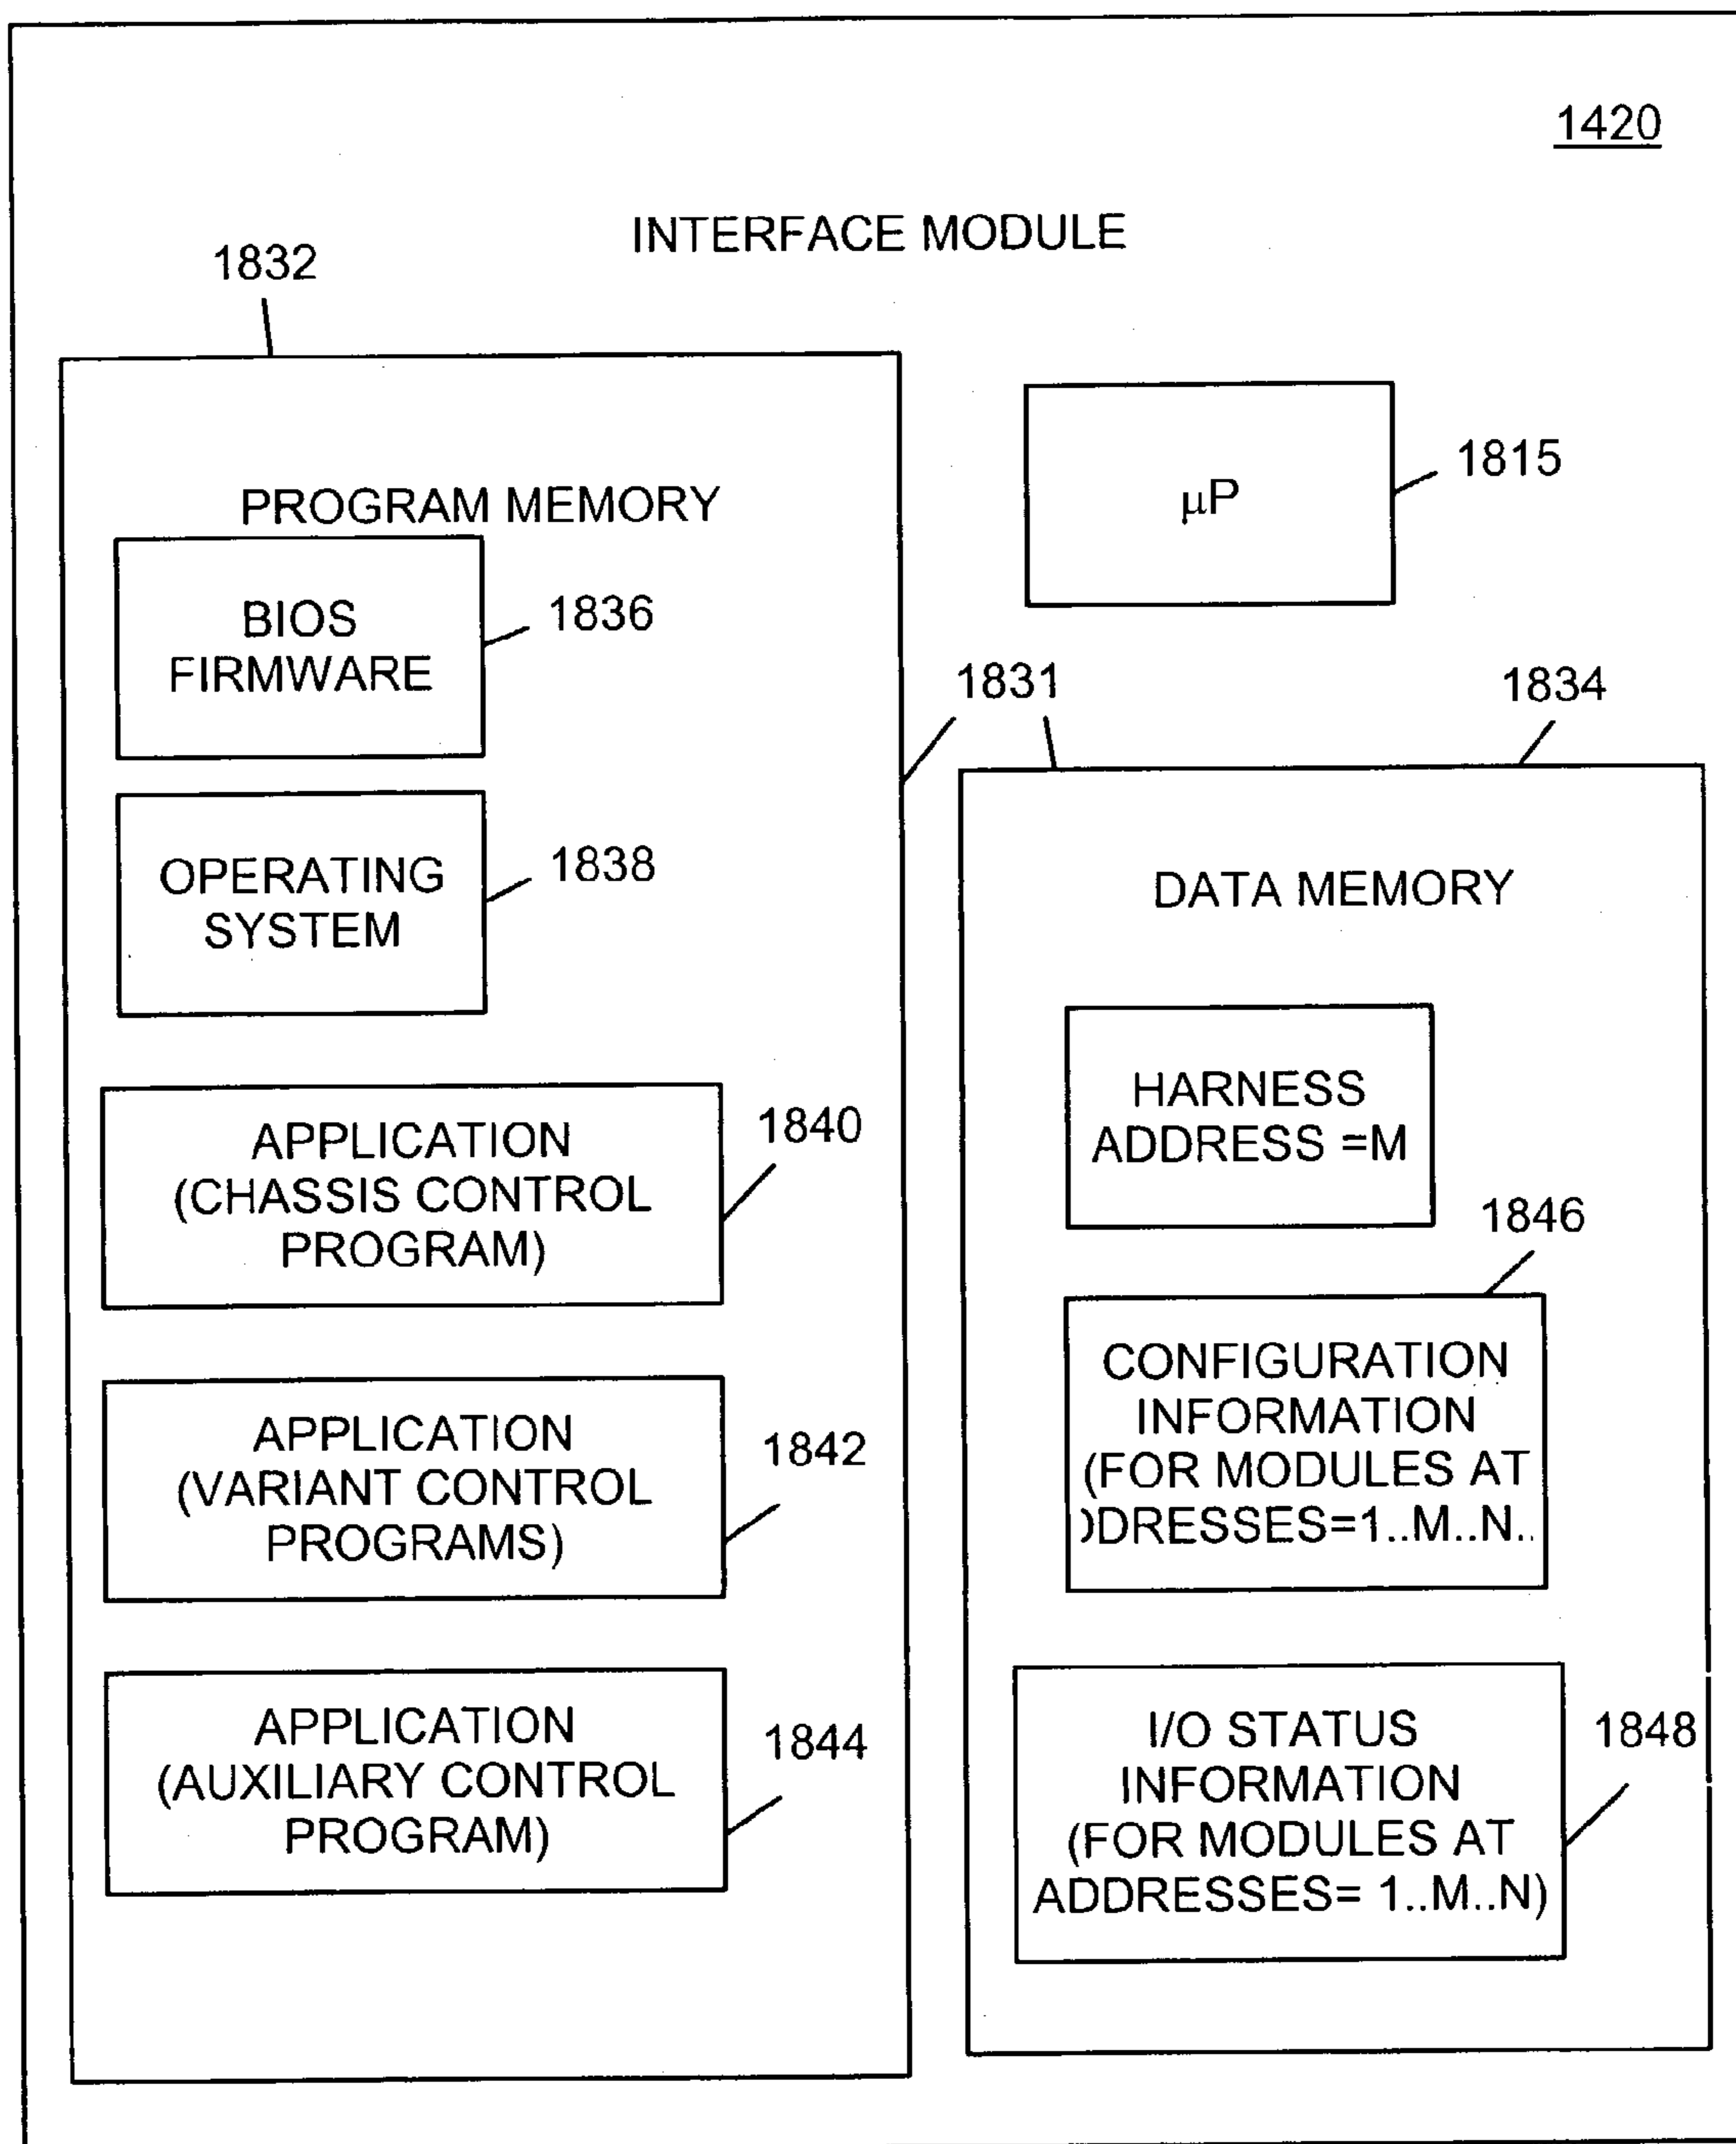 1420
INTERFACE MODULE
1832
PROGRAM MEMORY
BIOS
FIRMWARE
1836
OPERATING
SYSTEM
1838
APPLICATION
(CHASSIS CONTROL
PROGRAM)
1840
APPLICATION
(VARIANT CONTROL
PROGRAMS)
1842
APPLICATION
(AUXILIARY CONTROL
PROGRAM)
1844
µP
1815
1831
1834
DATA MEMORY
HARNESS
ADDRESS =M
1846
CONFIGURATION
INFORMATION
(FOR MODULES AT
)DRESSES=1..M..N..
I/O STATUS
INFORMATION
(FOR MODULES AT
ADDRESSES= 1..M..N)
1848